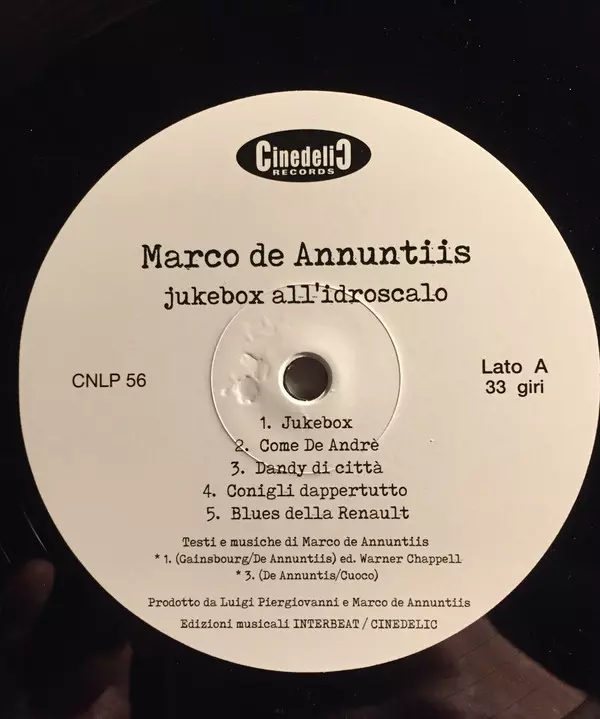 CinedeliC
RECORDS
Marco de Annuntiis
jukebox all'idroscalo
CNLP 56
Lato A
33 giri
1. Jukebox
2. Come De Andrè
3. Dandy di città
4. Conigli dappertutto
5. Blues della Renault
Testi e musiche di Marco de Annuntiis
* 1. (Gainsbourg/De Annuntiis) ed. Warner Chappell
* 3. (De Annuntis/Cuoco)
Prodotto da Luigi Piergiovanni e Marco de Annuntiis
Edizioni musicali INTERBEAT / CINEDELIC